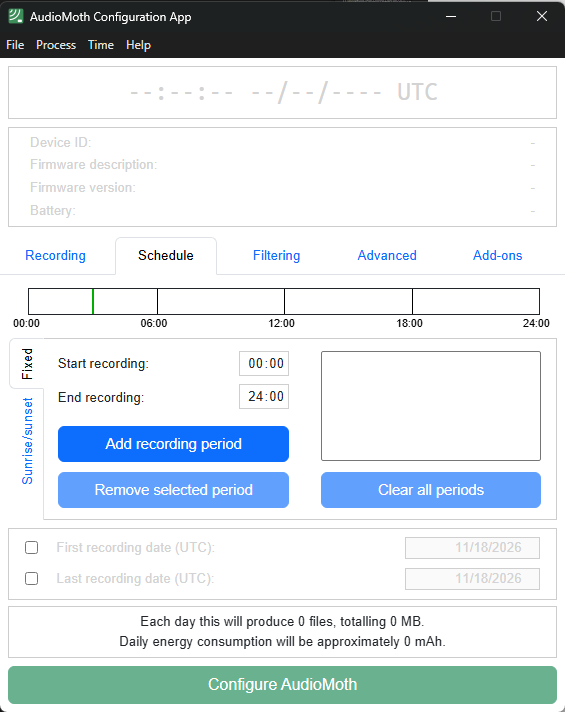 AudioMoth Configuration App
File Process Time Help
--:--:-- --/--/---- UTC
Device ID: -
Firmware description: -
Firmware version: -
Battery: -
Recording Schedule Filtering Advanced Add-ons
00:00 06:00 12:00 18:00 24:00
Fixed
Sunrise/sunset
Start recording: 00:00
End recording: 24:00
Add recording period
Remove selected period Clear all periods
First recording date (UTC): 11/18/2026
Last recording date (UTC): 11/18/2026
Each day this will produce 0 files, totalling 0 MB.
Daily energy consumption will be approximately 0 mAh.
Configure AudioMoth